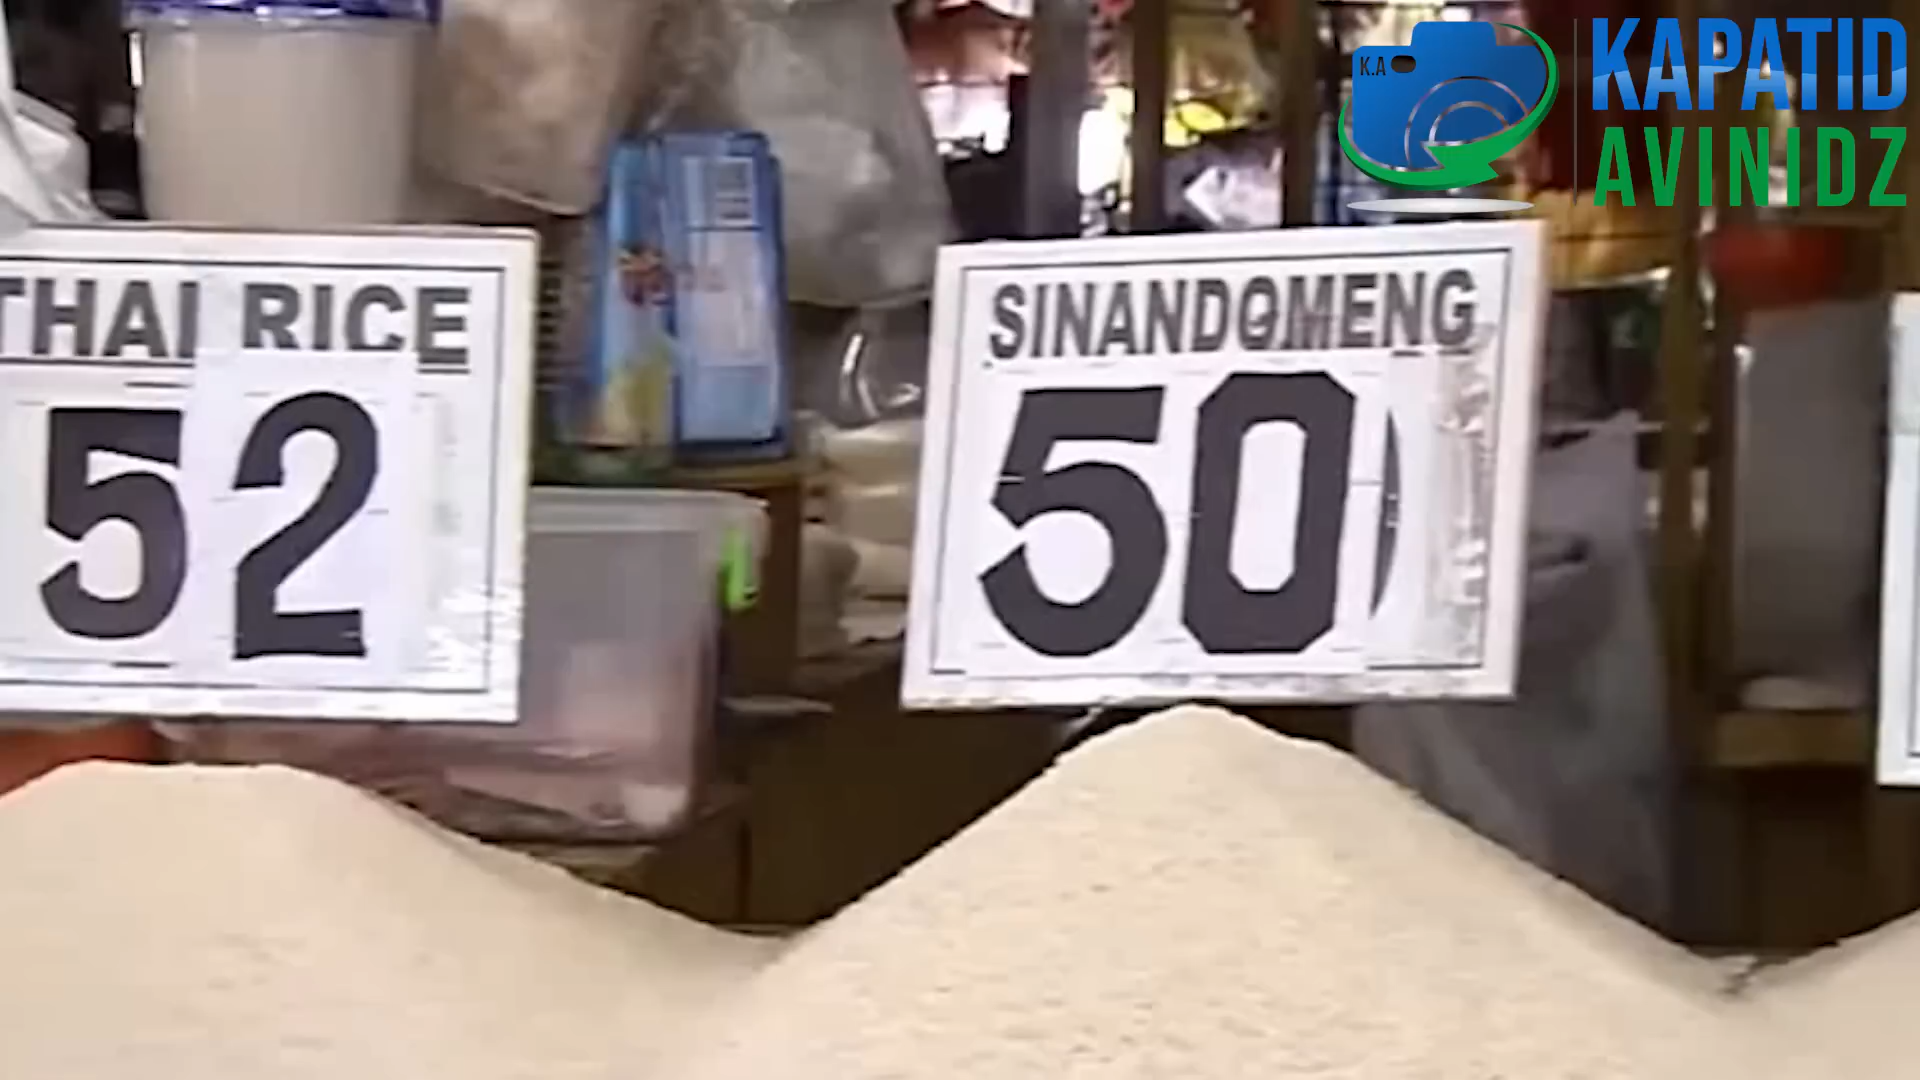 K.A
KAPATID
AVINIDZ
THAI RICE
52
SINANDOMENG
50